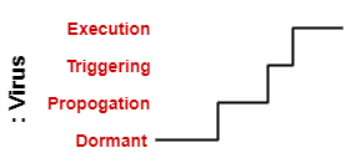 Execution
Triggering
Propogation
Dormant
: Virus